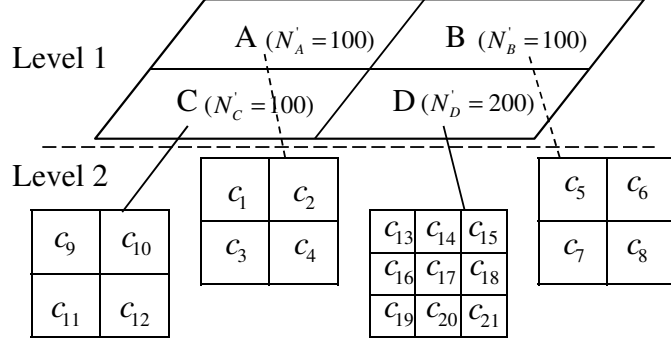 A (N'_A = 100) B (N'_B = 100)
Level 1
C (N'_C = 100) D (N'_D = 200)
Level 2
c_1 c_2
c_3 c_4
c_5 c_6
c_7 c_8
c_9 c_10
c_11 c_12
c_13 c_14 c_15
c_16 c_17 c_18
c_19 c_20 c_21